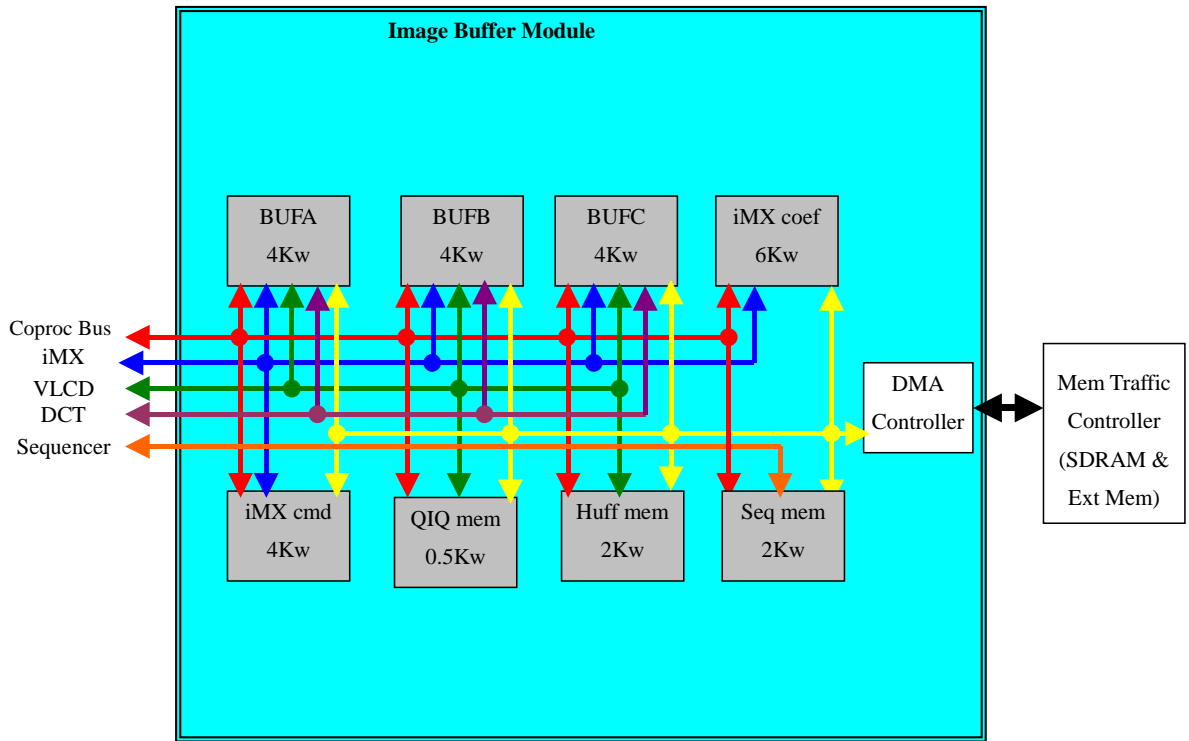 Image Buffer Module
BUFA
4Kw
BUFB
4Kw
BUFC
4Kw
iMX coef
6Kw
Coproc Bus
iMX
VLCD
DCT
Sequencer
DMA
Controller
Mem Traffic
Controller
(SDRAM &
Ext Mem)
iMX cmd
4Kw
QIQ mem
0.5Kw
Huff mem
2Kw
Seq mem
2Kw